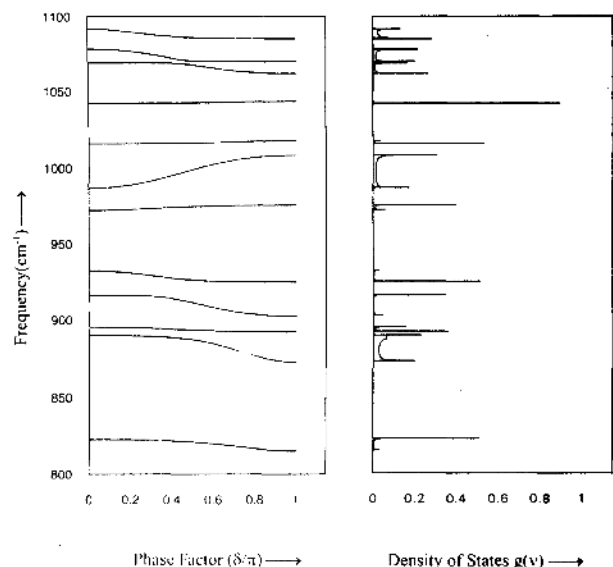 1100
1050
1000
950
900
850
800
Frequency(cm⁻¹) →
0 0.2 0.4 0.6 0.8 1
0 0.2 0.4 0.6 0.8 1
Phase Factor (δ/π) →
Density of States g(ν) →